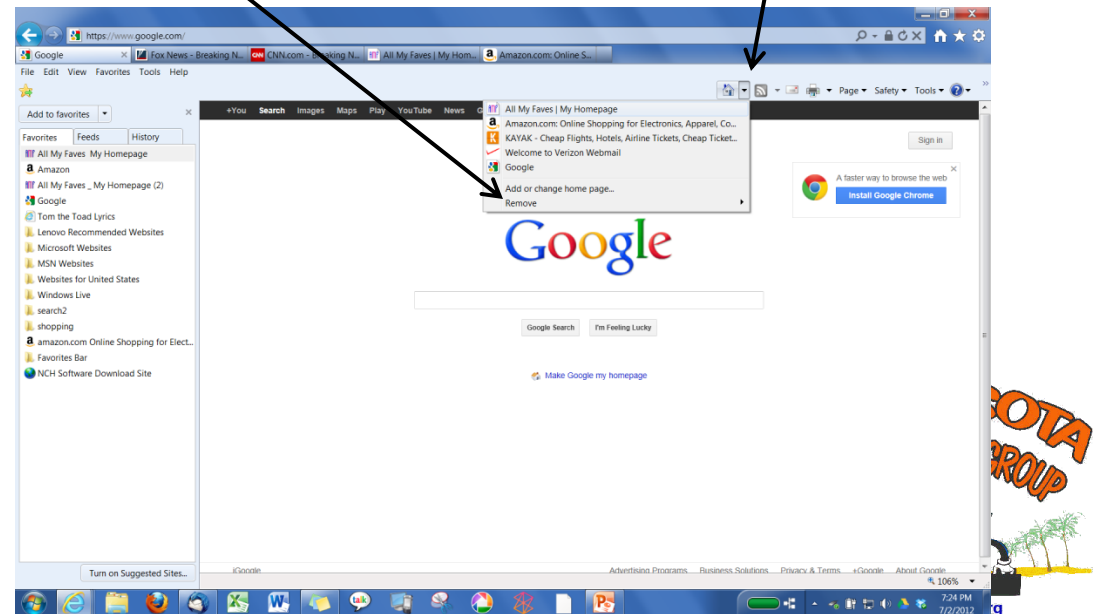 https://www.google.com/
Google Fox News - Breaking N... CNN.com - Breaking N... All My Faves | My Hom... Amazon.com: Online S...
File Edit View Favorites Tools Help
Page Safety Tools
Add to favorites
+You Search Images Maps Play YouTube News
Favorites Feeds History
All My Faves | My Homepage
Amazon.com: Online Shopping for Electronics, Apparel, Co...
KAYAK - Cheap Flights, Hotels, Airline Tickets, Cheap Ticket...
Welcome to Verizon Webmail
Google
Add or change home page...
Remove
Sign in
A faster way to browse the web
Install Google Chrome
All My Faves My Homepage
Amazon
All My Faves _ My Homepage (2)
Google
Tom the Toad Lyrics
Lenovo Recommended Websites
Microsoft Websites
MSN Websites
Websites for United States
Windows Live
search2
shopping
amazon.com Online Shopping for Elect...
Favorites Bar
NCH Software Download Site
Google
Google Search I'm Feeling Lucky
Make Google my homepage
OTA
GROUP
Turn on Suggested Sites...
iGoogle Advertising Programs Business Solutions Privacy & Terms +Google About Google
106%
talk
7:24 PM
7/2/2012